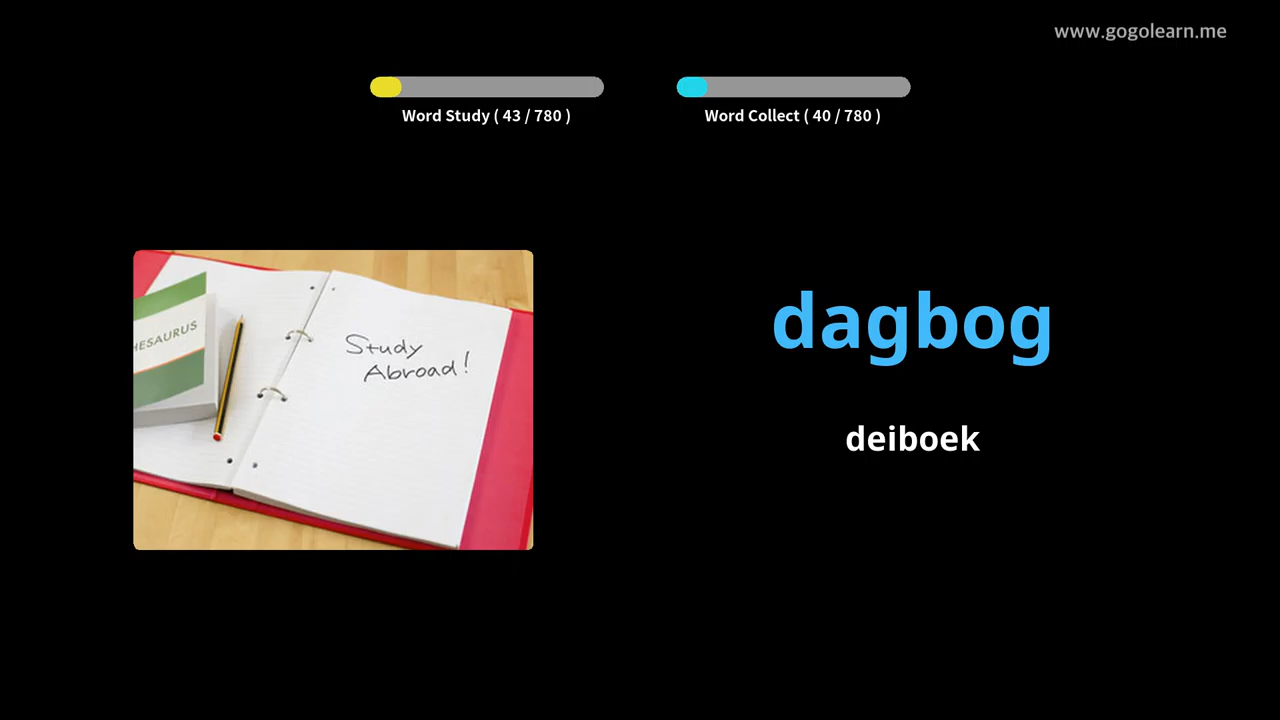 www.gogolearn.me
Word Study ( 43 / 780 )
Word Collect ( 40 / 780 )
HESAURUS
Study
Abroad!
dagbog
deiboek